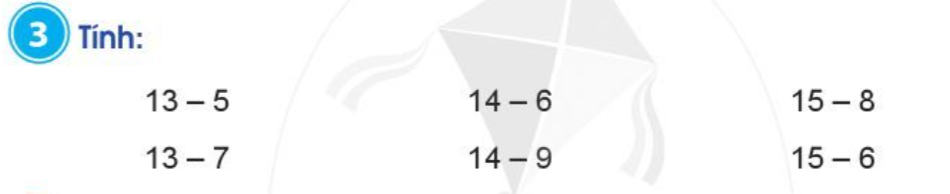 3 Tính:
13 – 5 14 – 6 15 – 8
13 – 7 14 – 9 15 – 6